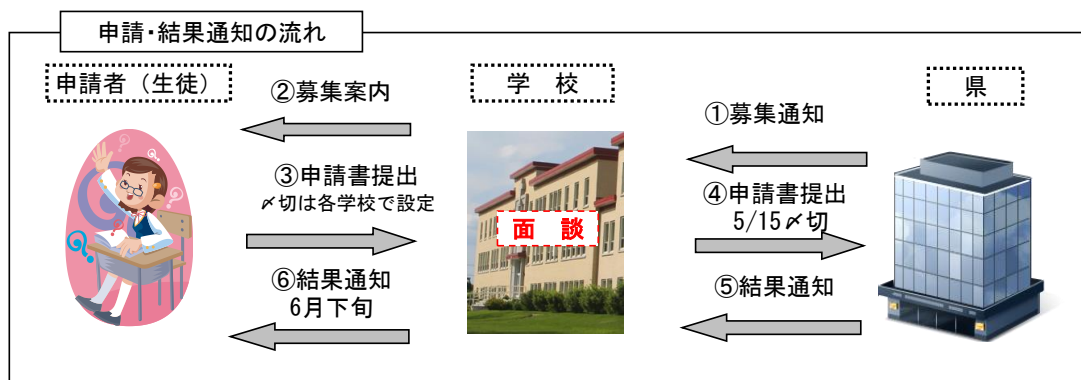 申請・結果通知の流れ
申請者（生徒）
学　校
県
②募集案内
①募集通知
③申請書提出
〆切は各学校で設定
④申請書提出
5/15〆切
面　談
⑥結果通知
6月下旬
⑤結果通知